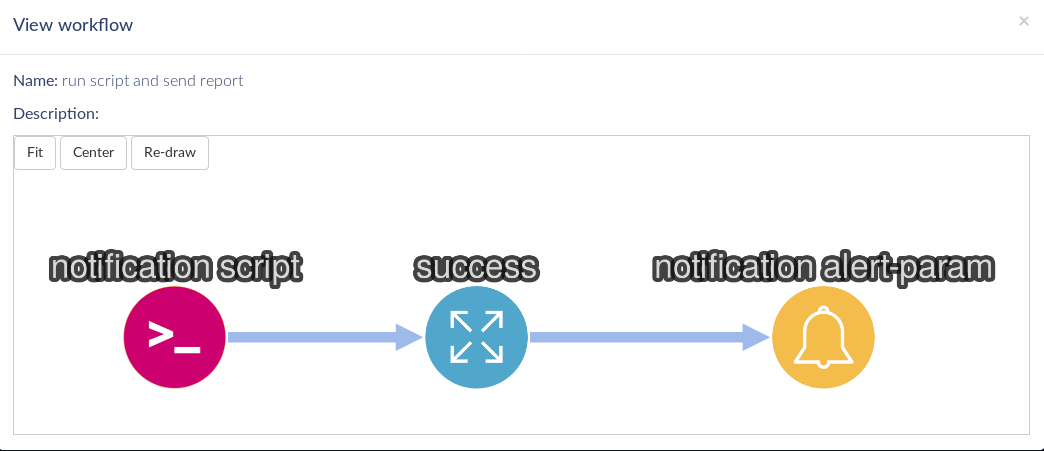 View workflow
×
Name: run script and send report
Description:
Fit Center Re-draw
notification script success notification alert-param
>_